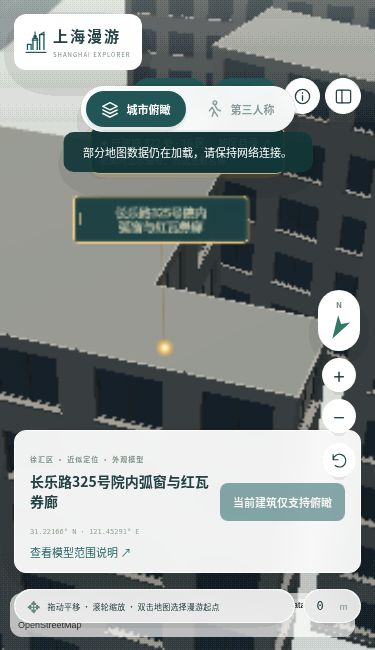 上海漫游
SHANGHAI EXPLORER
城市俯瞰
第三人称
部分地图数据仍在加载，请保持网络连接。
长乐路325号院内
弧窗与红瓦券廊
N
+
−
徐汇区 · 近似定位 · 外观模型
长乐路325号院内弧窗与红瓦
券廊
当前建筑仅支持俯瞰
31.22166° N · 121.45291° E
查看模型范围说明 ↗
拖动平移 · 滚轮缩放 · 双击地图选择漫游起点
0 m
OpenStreetMap